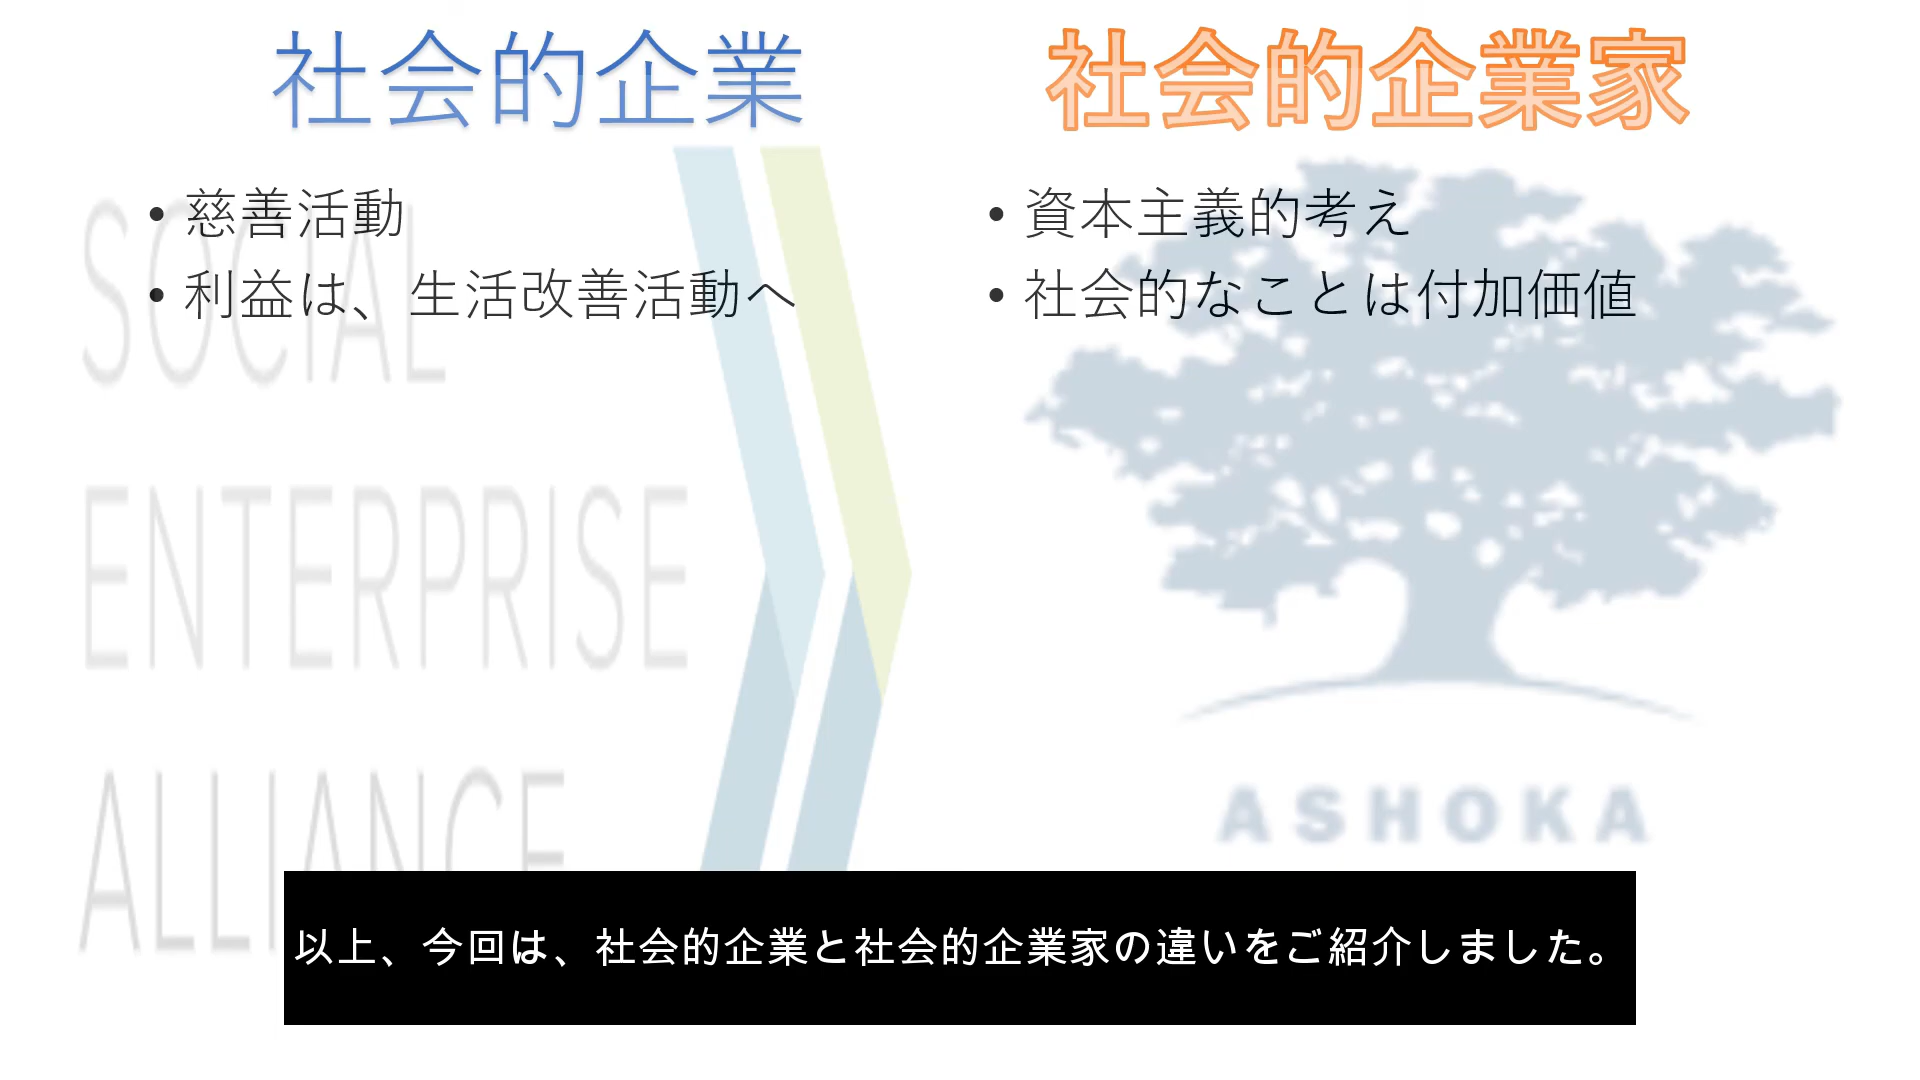 社会的企業
社会的企業家
• 慈善活動
• 利益は、生活改善活動へ
• 資本主義的考え
• 社会的なことは付加価値
SOCIAL
ENTERPRISE
ALLIANCE
ASHOKA
以上、今回は、社会的企業と社会的企業家の違いをご紹介しました。